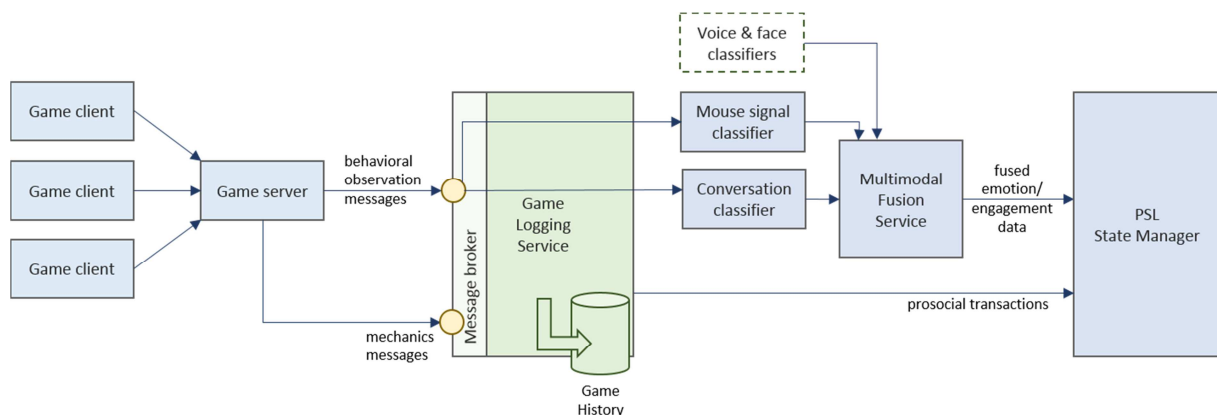 Voice & face
classifiers
Game client
Game client
Game client
Game server
behavioral
observation
messages
mechanics
messages
Message broker
Game
Logging
Service
Game
History
Mouse signal
classifier
Conversation
classifier
Multimodal
Fusion
Service
fused
emotion/
engagement
data
prosocial transactions
PSL
State Manager